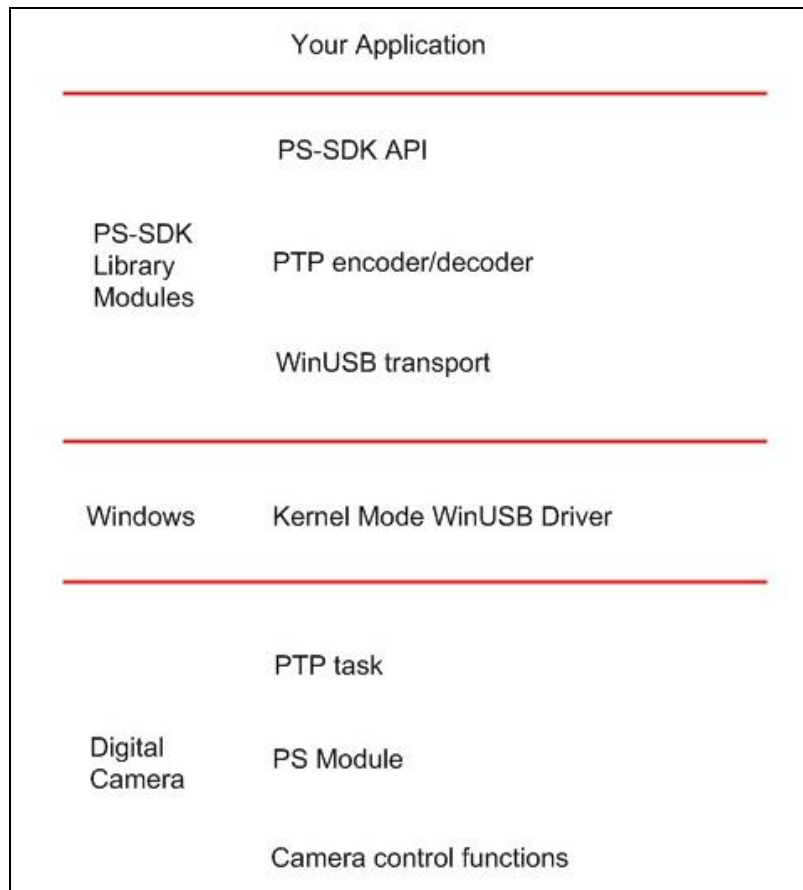 Your Application
PS-SDK API
PS-SDK
Library
Modules
PTP encoder/decoder
WinUSB transport
Windows
Kernel Mode WinUSB Driver
PTP task
Digital
Camera
PS Module
Camera control functions